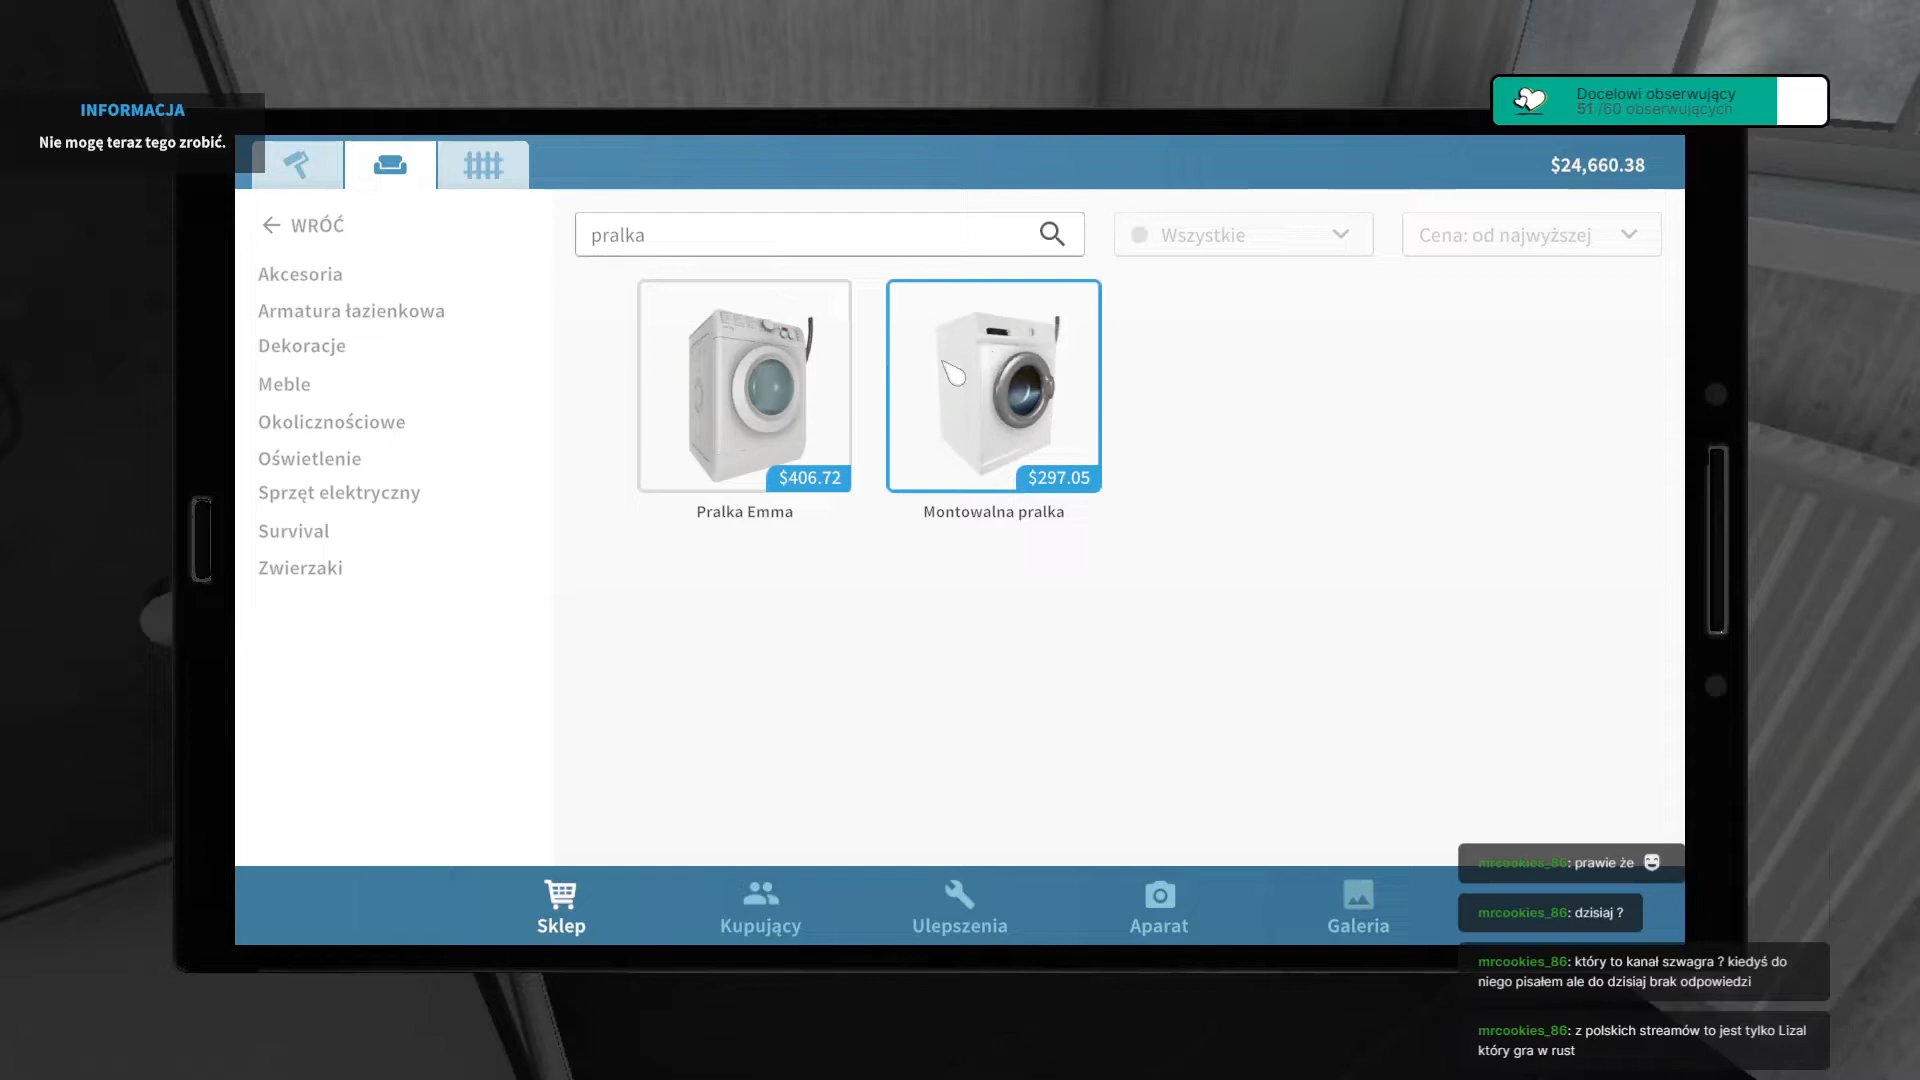 INFORMACJA
Nie mogę teraz tego zrobić.
Docelowi obserwujący
51 /60 obserwujących
$24,660.38
WRÓĆ
pralka
Wszystkie
Cena: od najwyższej
Akcesoria
Armatura łazienkowa
Dekoracje
Meble
Okolicznościowe
Oświetlenie
Sprzęt elektryczny
Survival
Zwierzaki
$406.72
$297.05
Pralka Emma
Montowalna pralka
Sklep
Kupujący
Ulepszenia
Aparat
Galeria
mrcookies_86: prawie że
mrcookies_86: dzisiaj ?
mrcookies_86: który to kanał szwagra ? kiedyś do
niego pisałem ale do dzisiaj brak odpowiedzi
mrcookies_86: z polskich streamów to jest tylko Lizal
który gra w rust